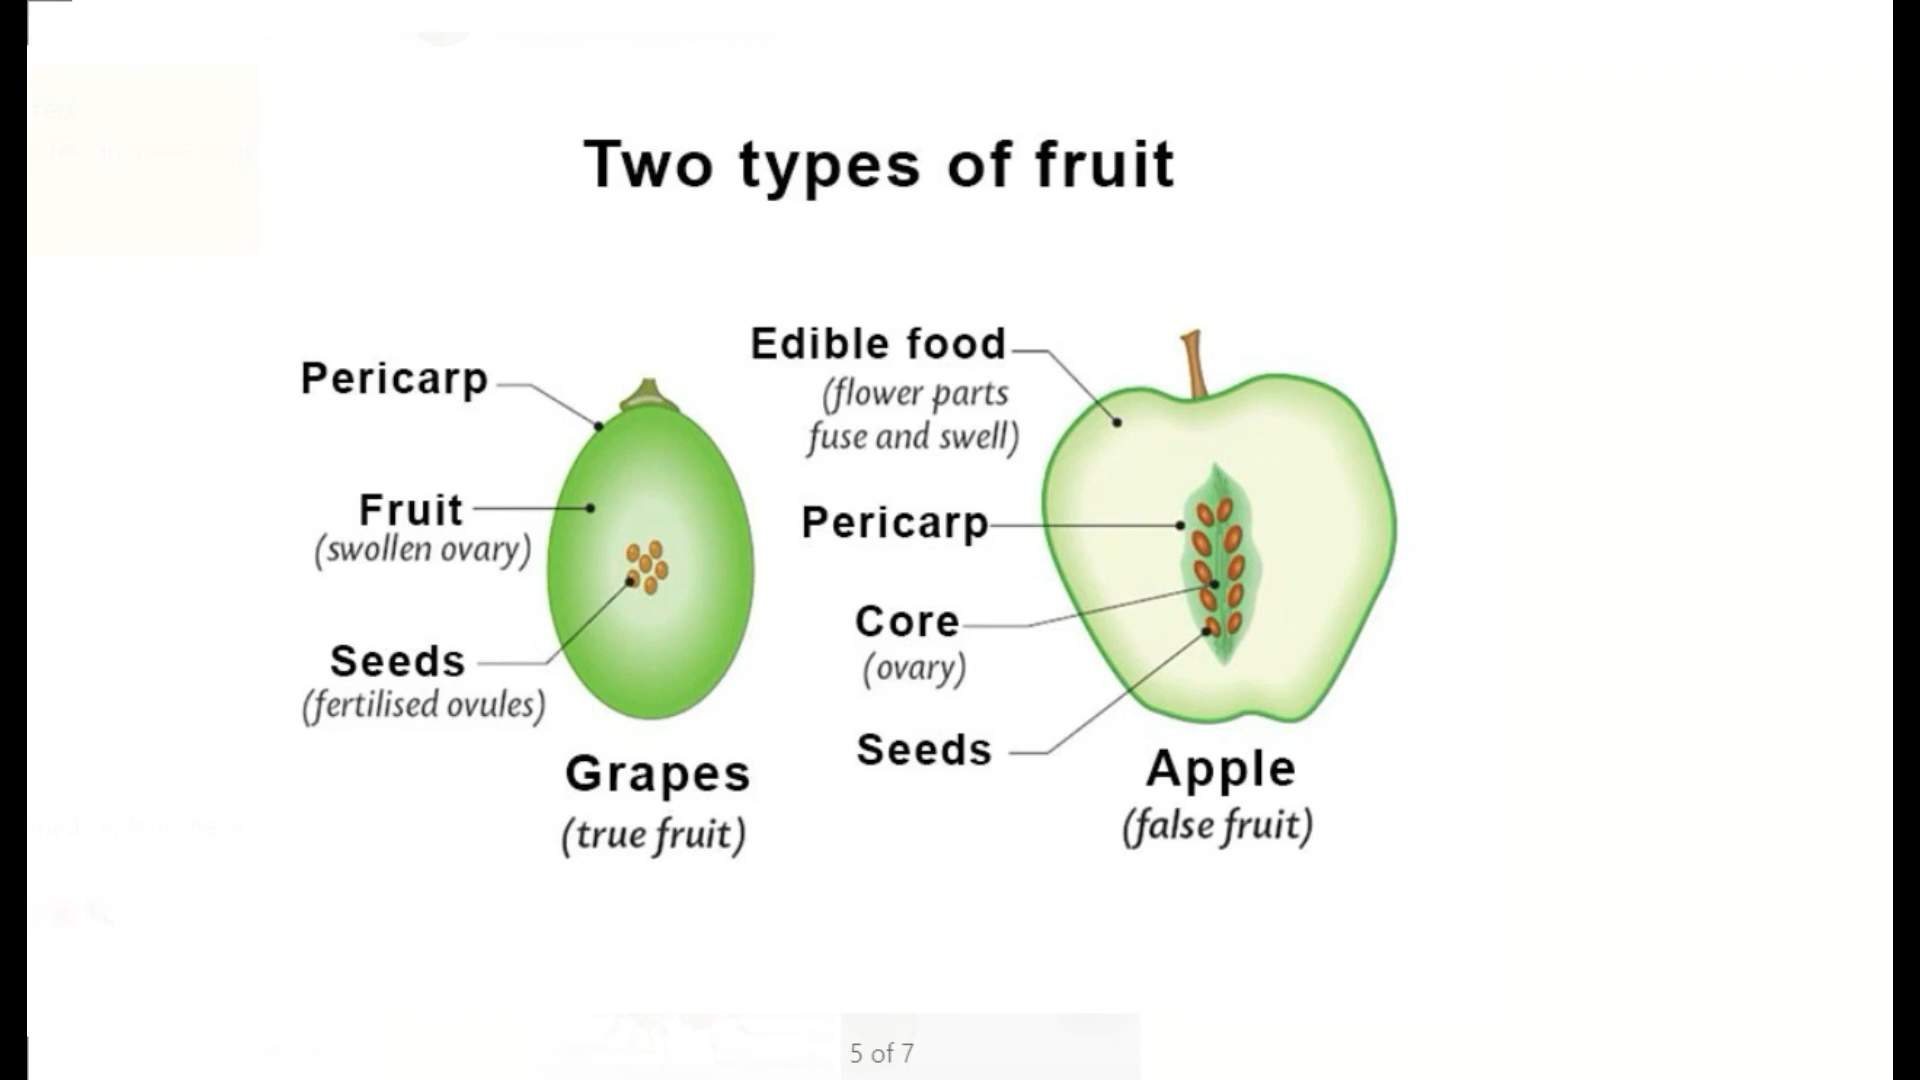 Two types of fruit
Pericarp
Fruit
(swollen ovary)
Seeds
(fertilised ovules)
Grapes
(true fruit)
Edible food
(flower parts
fuse and swell)
Pericarp
Core
(ovary)
Seeds
Apple
(false fruit)
5 of 7